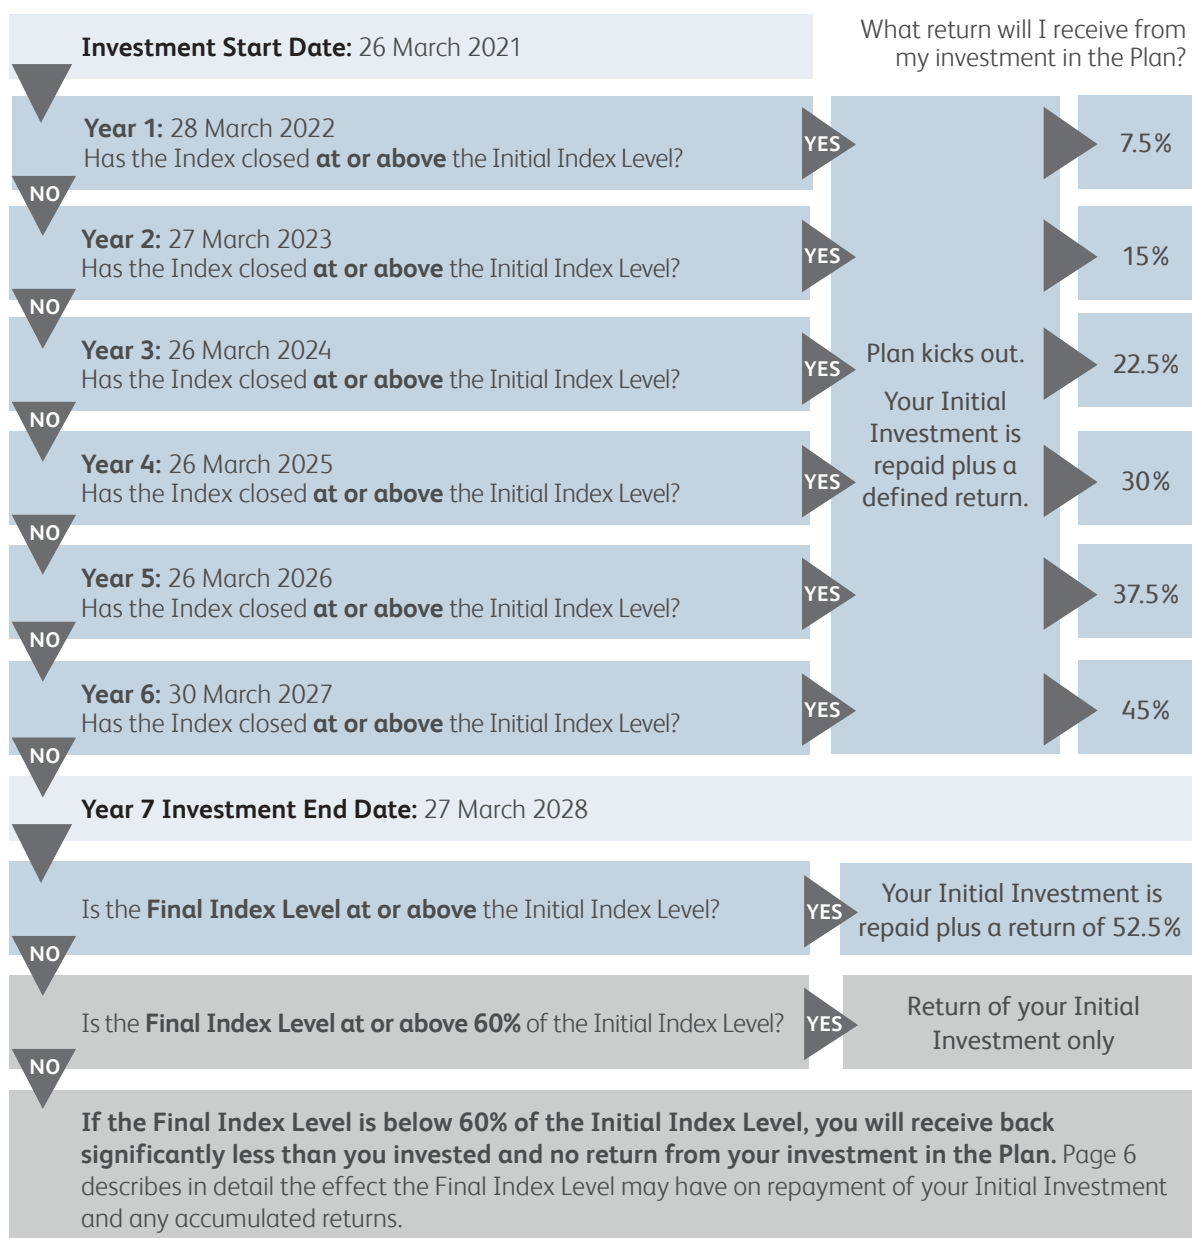 Investment Start Date: 26 March 2021
What return will I receive from
my investment in the Plan?
Year 1: 28 March 2022
Has the Index closed at or above the Initial Index Level?
YES
7.5%
NO
Year 2: 27 March 2023
Has the Index closed at or above the Initial Index Level?
YES
15%
NO
Year 3: 26 March 2024
Has the Index closed at or above the Initial Index Level?
YES
Plan kicks out.
Your Initial
Investment is
repaid plus a
defined return.
22.5%
NO
Year 4: 26 March 2025
Has the Index closed at or above the Initial Index Level?
YES
30%
NO
Year 5: 26 March 2026
Has the Index closed at or above the Initial Index Level?
YES
37.5%
NO
Year 6: 30 March 2027
Has the Index closed at or above the Initial Index Level?
YES
45%
NO
Year 7 Investment End Date: 27 March 2028
Is the Final Index Level at or above the Initial Index Level?
YES
Your Initial Investment is
repaid plus a return of 52.5%
NO
Is the Final Index Level at or above 60% of the Initial Index Level?
YES
Return of your Initial
Investment only
NO
If the Final Index Level is below 60% of the Initial Index Level, you will receive back
significantly less than you invested and no return from your investment in the Plan. Page 6
describes in detail the effect the Final Index Level may have on repayment of your Initial Investment
and any accumulated returns.